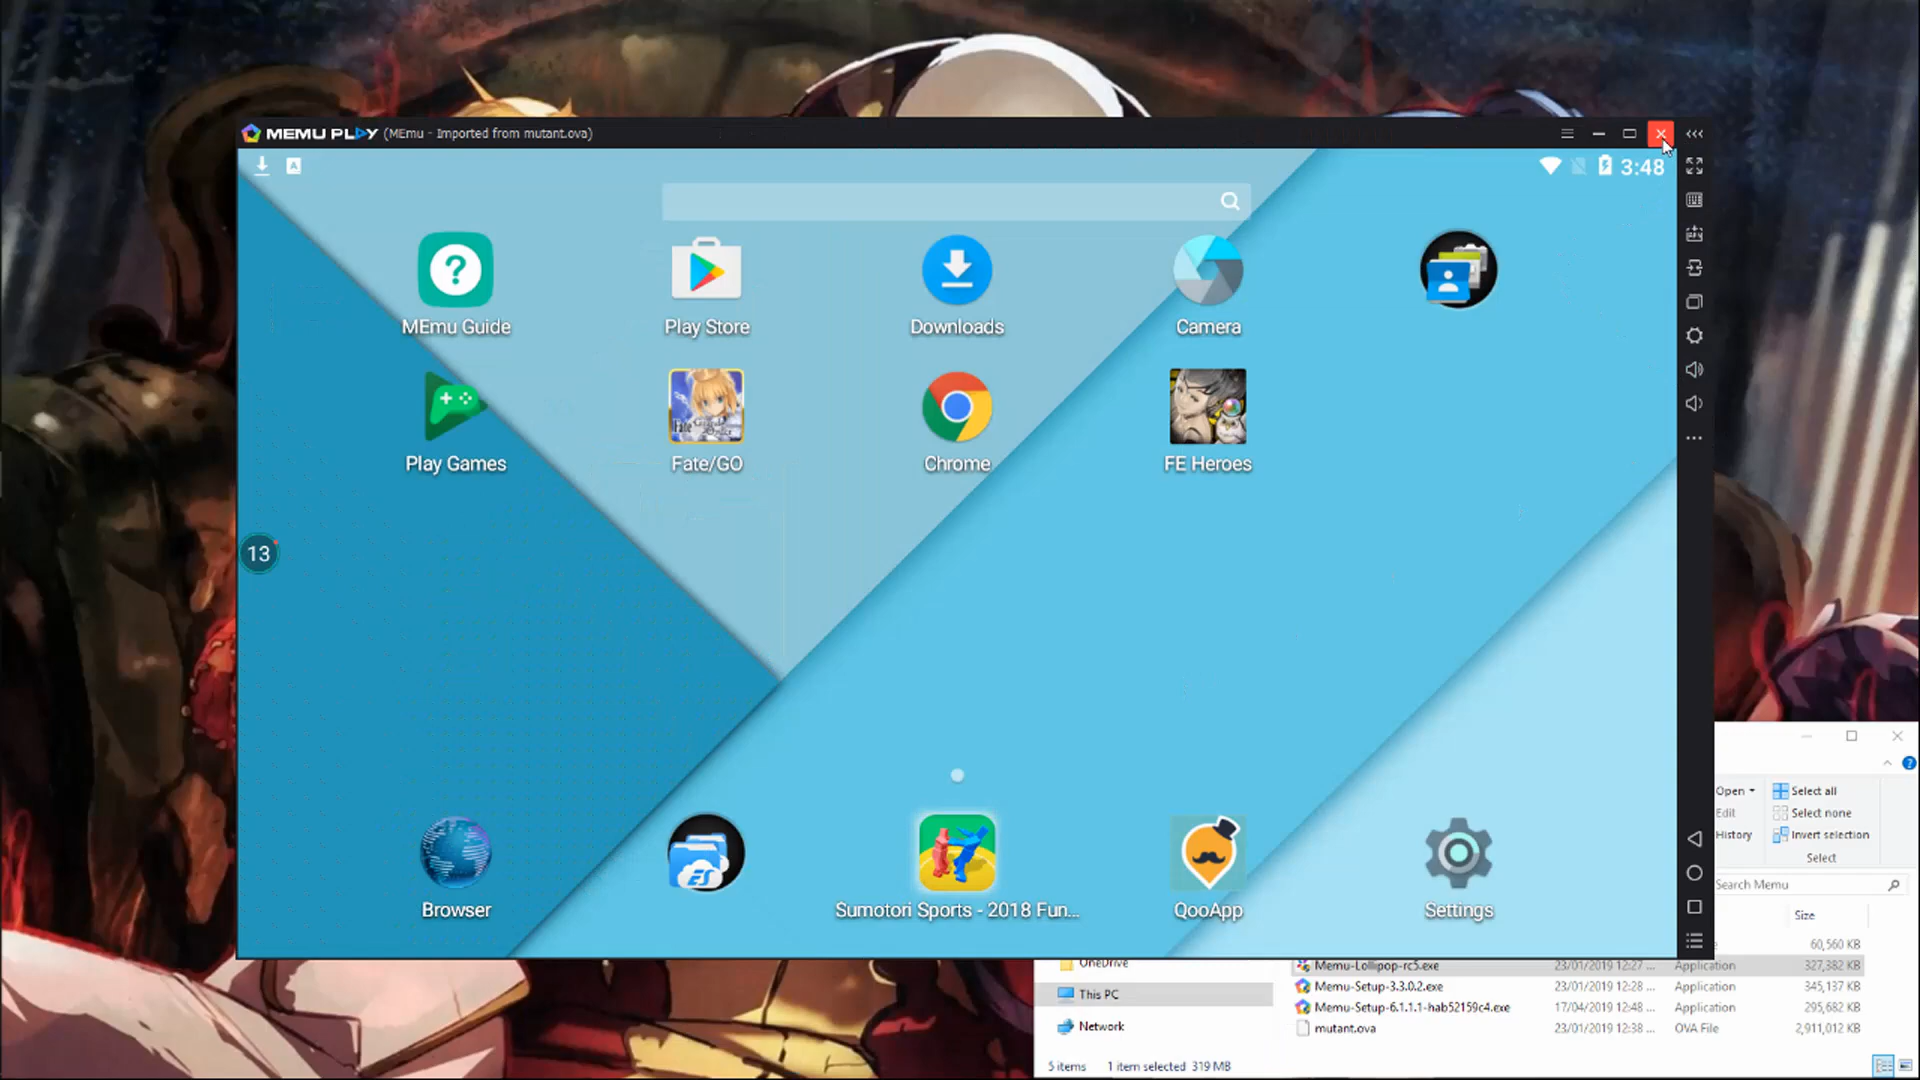 MEMU PLAY (MEmu - Imported from mutant.ova)
A
3:48
MEmu Guide
Play Store
Downloads
Camera
Play Games
Fate/GO
Chrome
FE Heroes
13
Browser
ES
Sumotori Sports - 2018 Fun...
QooApp
Settings
Open
Select all
Edit
Select none
History
Invert selection
Select
Search Memu
Size
60,560 KB
OneDrive
Memu-Lollipop-rc5.exe 23/01/2019 12:27 ... Application 327,382 KB
This PC
Memu-Setup-3.3.0.2.exe 23/01/2019 12:28 ... Application 345,137 KB
Memu-Setup-6.1.1.1-hab52159c4.exe 17/04/2019 12:48 ... Application 295,682 KB
Network
mutant.ova 23/01/2019 12:38 ... OVA File 2,911,012 KB
5 items 1 item selected 319 MB